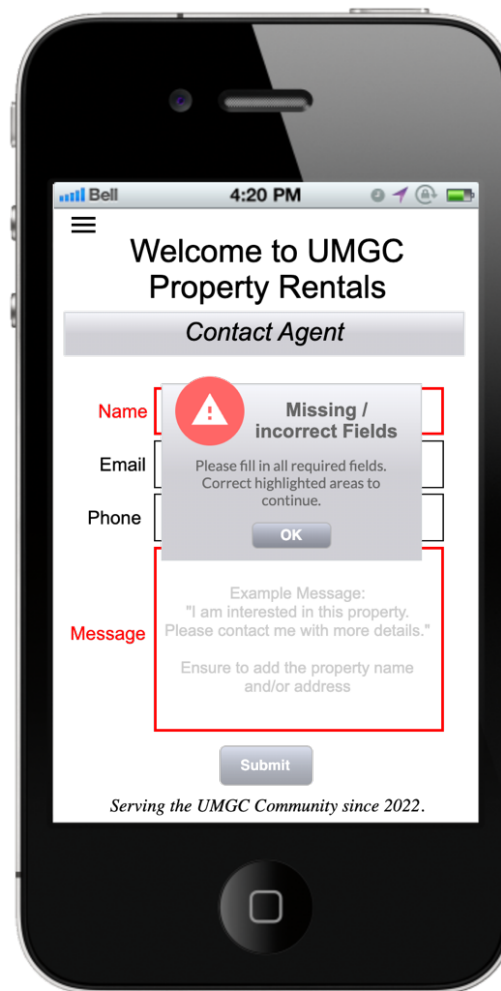 Bell 4:20 PM
Welcome to UMGC
Property Rentals
Contact Agent
Missing /
incorrect Fields
Please fill in all required fields.
Correct highlighted areas to
continue.
OK
Name
Email
Phone
Message
Example Message:
"I am interested in this property.
Please contact me with more details."
Ensure to add the property name
and/or address
Submit
Serving the UMGC Community since 2022.